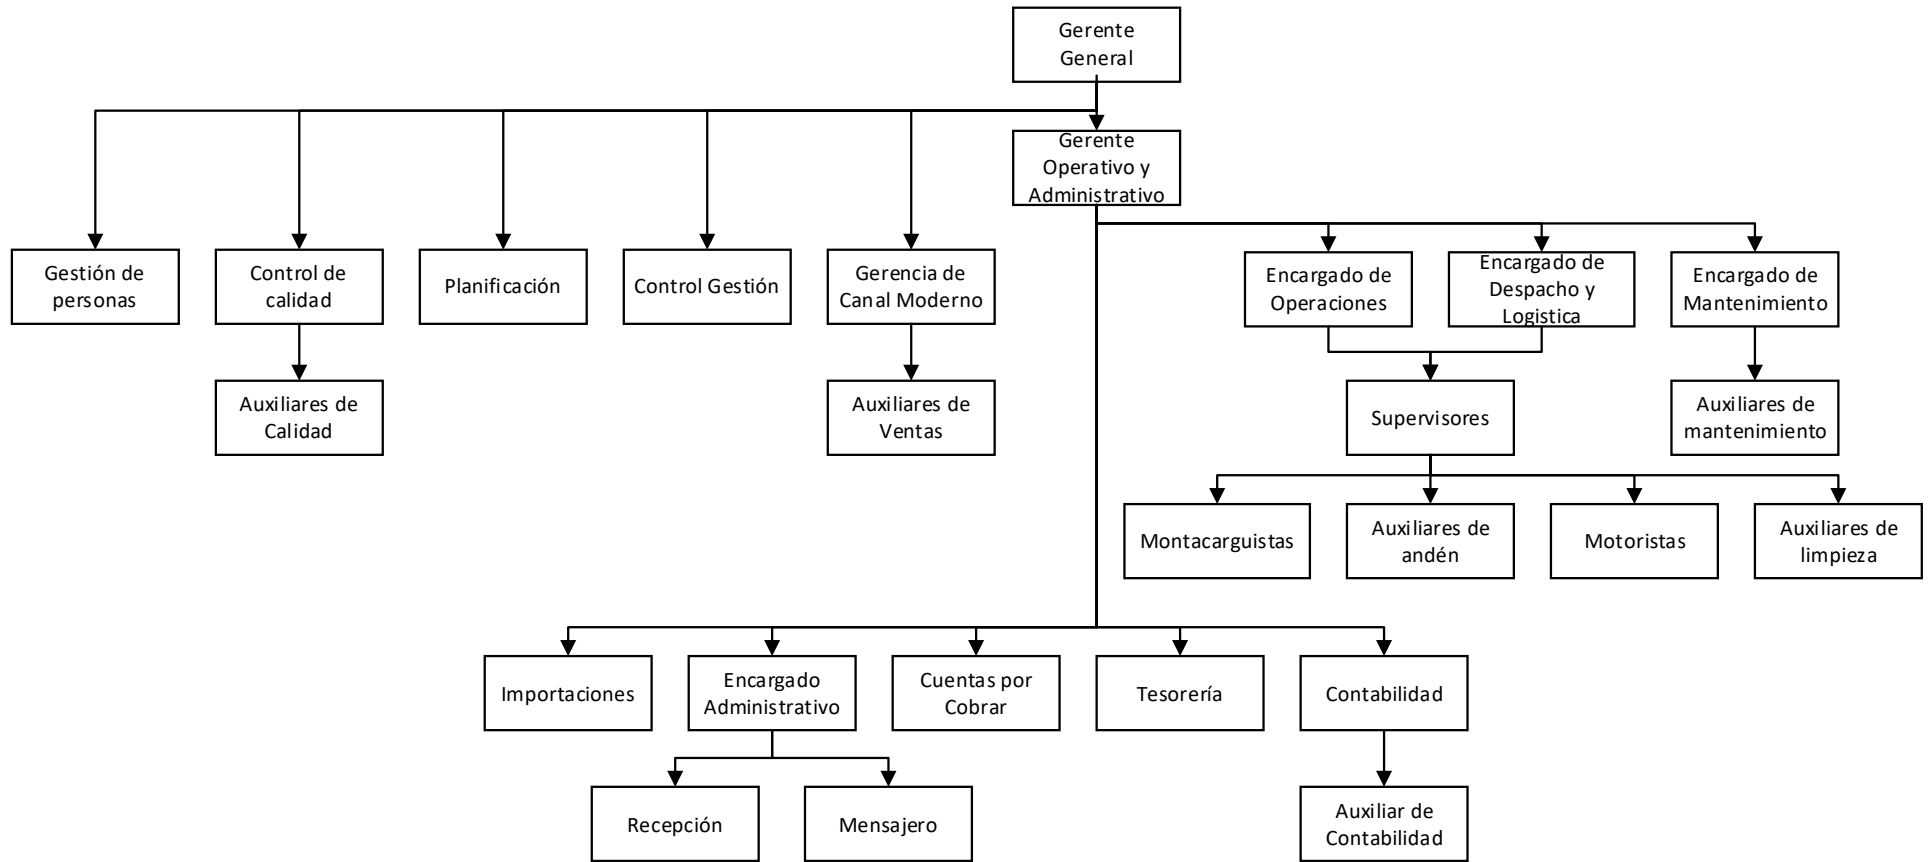 Gerente
General
Gerente
Operativo y
Administrativo
Gestión de
personas
Control de
calidad
Planificación
Control Gestión
Gerencia de
Canal Moderno
Encargado de
Operaciones
Encargado de
Despacho y
Logistica
Encargado de
Mantenimiento
Auxiliares de
Calidad
Auxiliares de
Ventas
Supervisores
Auxiliares de
mantenimiento
Montacarguistas
Auxiliares de
andén
Motoristas
Auxiliares de
limpieza
Importaciones
Encargado
Administrativo
Cuentas por
Cobrar
Tesorería
Contabilidad
Recepción
Mensajero
Auxiliar de
Contabilidad